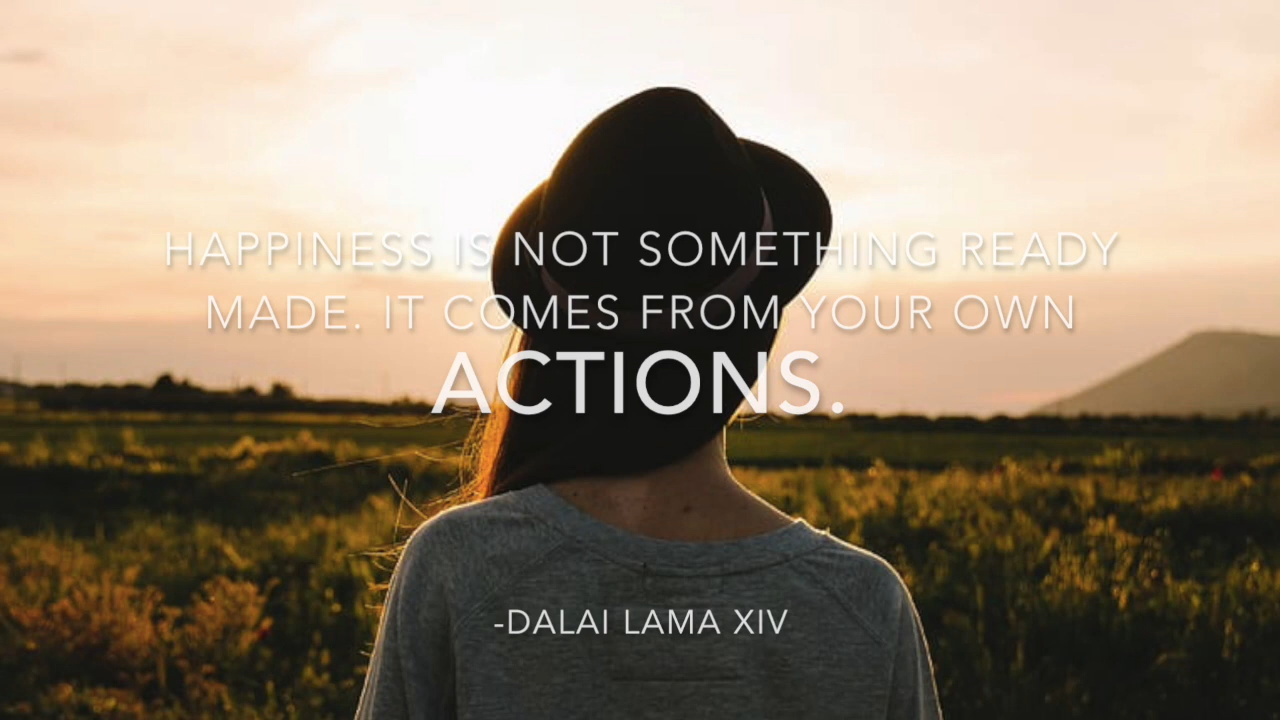 HAPPINESS IS NOT SOMETHING READY
MADE. IT COMES FROM YOUR OWN
ACTIONS.
-DALAI LAMA XIV